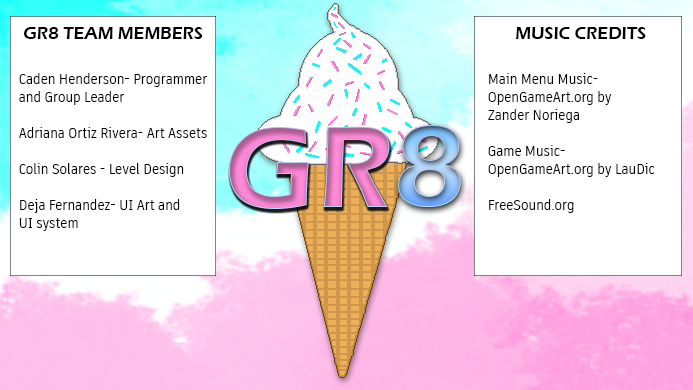 GR8 TEAM MEMBERS
Caden Henderson- Programmer
and Group Leader
Adriana Ortiz Rivera- Art Assets
Colin Solares - Level Design
Deja Fernandez- UI Art and
UI system
GR8
MUSIC CREDITS
Main Menu Music-
OpenGameArt.org by
Zander Noriega
Game Music-
OpenGameArt.org by LauDic
FreeSound.org